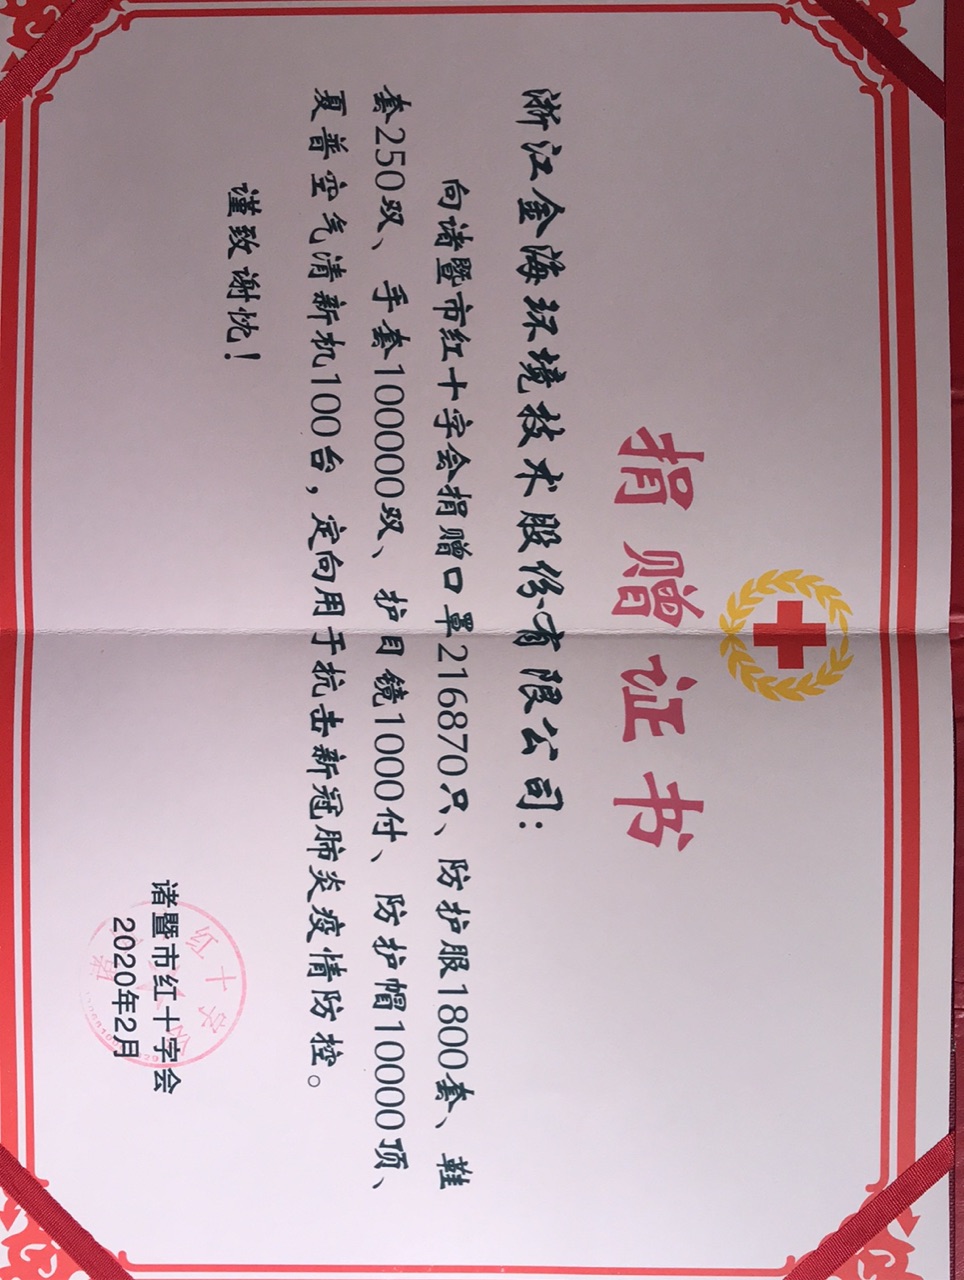 捐赠证书
浙江金海环境技术股份有限公司：
向诸暨市红十字会捐赠口罩216870只、防护服1800套、鞋
套250双、手套100000双、护目镜1000付、防护帽10000顶、
夏普空气清新机100台，定向用于抗击新冠肺炎疫情防控。
谨致谢忱！
诸暨市红十字会
2020年2月